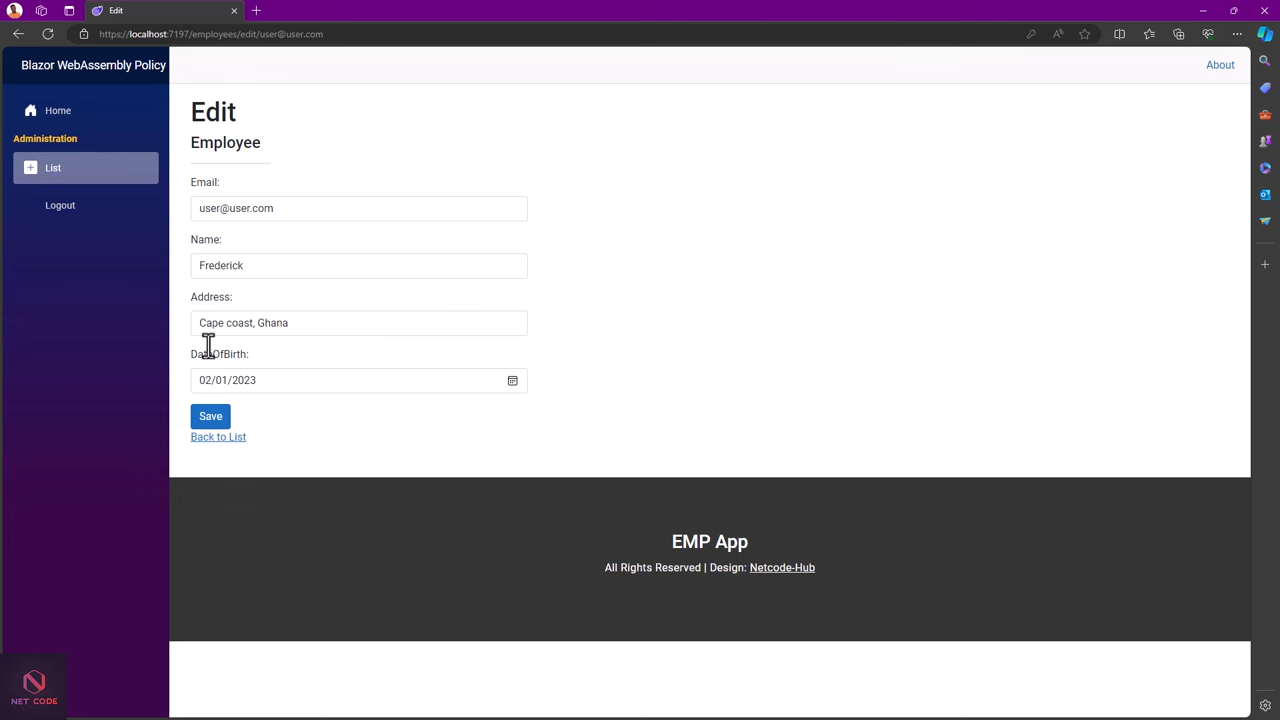 Edit
https://localhost:7197/employees/edit/user@user.com
Blazor WebAssembly Policy
About
Home
Administration
List
Logout
Edit
Employee
Email:
user@user.com
Name:
Frederick
Address:
Cape coast, Ghana
DateOfBirth:
02/01/2023
Save
Back to List
EMP App
All Rights Reserved | Design: Netcode-Hub
NET CODE